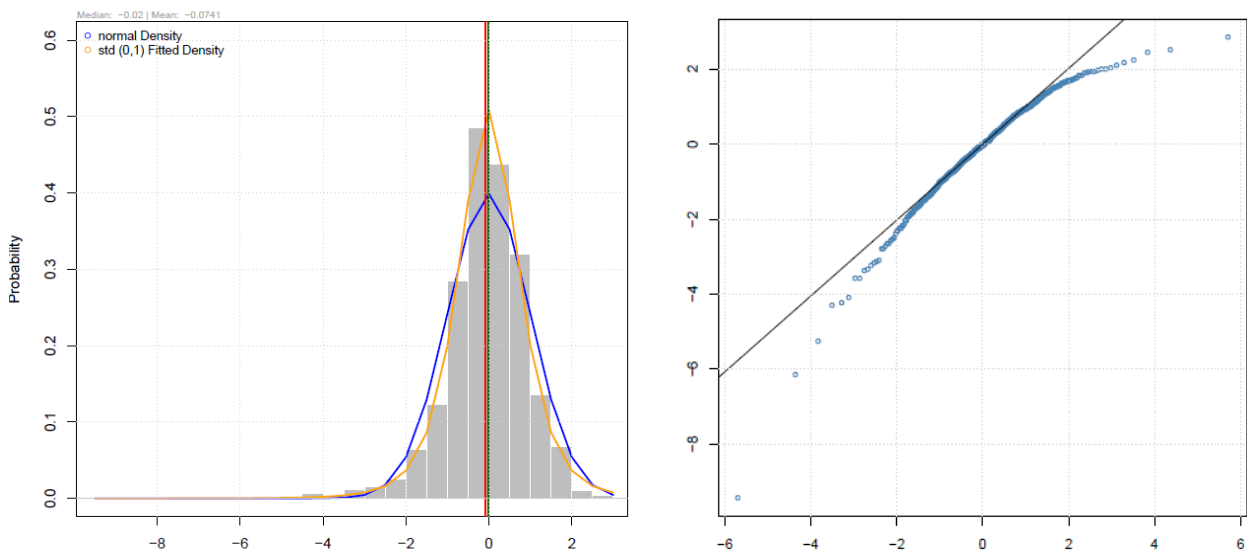 Median: −0.02 | Mean: −0.0741
normal Density
std (0,1) Fitted Density
Probability
0.6
0.5
0.4
0.3
0.2
0.1
0.0
−8 −6 −4 −2 0 2
2
0
−2
−4
−6
−8
−6 −4 −2 0 2 4 6